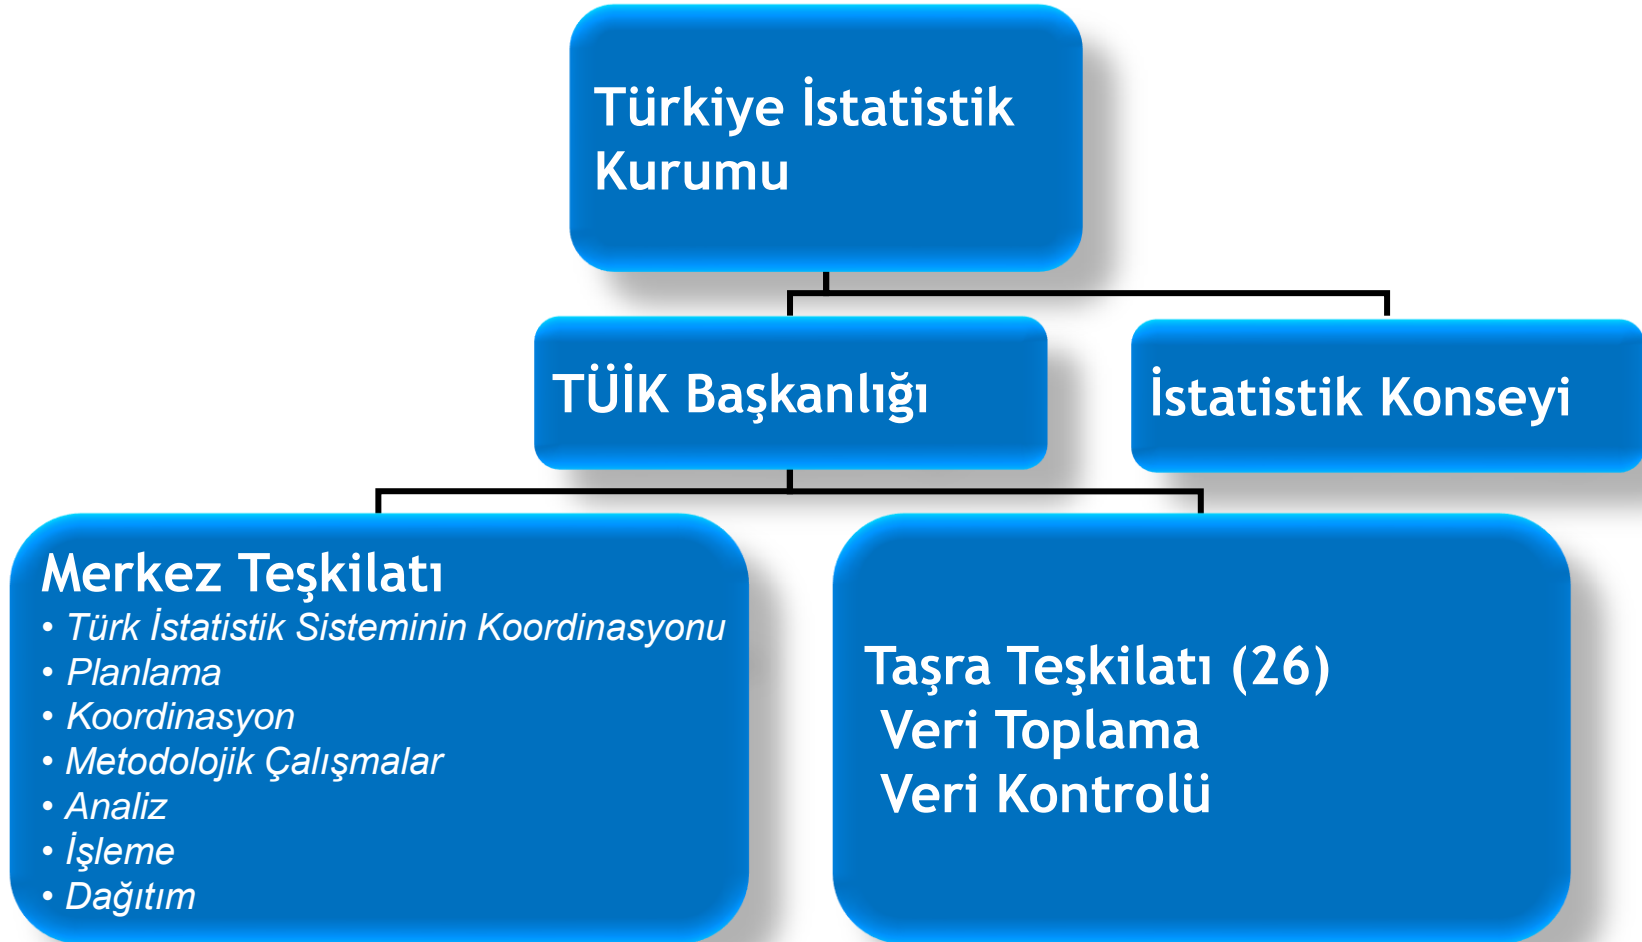 Türkiye İstatistik
Kurumu
TÜİK Başkanlığı
İstatistik Konseyi
Merkez Teşkilatı
• Türk İstatistik Sisteminin Koordinasyonu
• Planlama
• Koordinasyon
• Metodolojik Çalışmalar
• Analiz
• İşleme
• Dağıtım
Taşra Teşkilatı (26)
Veri Toplama
Veri Kontrolü